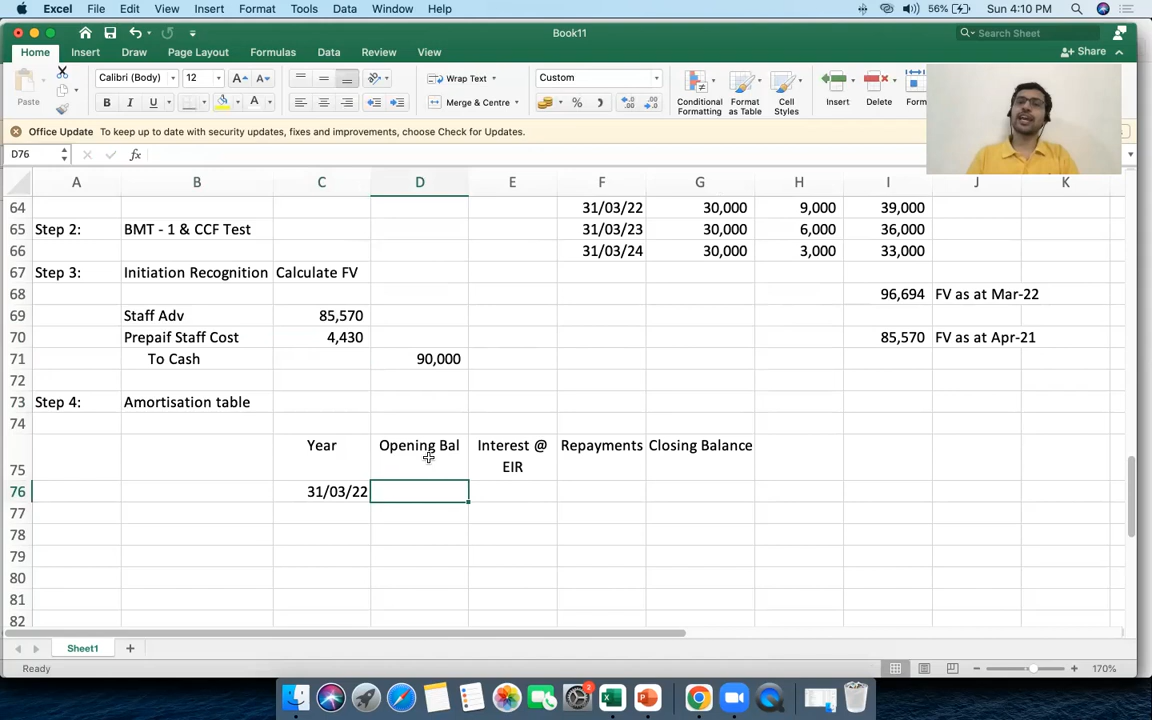 Excel File Edit View Insert Format Tools Data Window Help 56% Sun 4:10 PM
Book11 Search Sheet
Home Insert Draw Page Layout Formulas Data Review View Share
Paste Calibri (Body) 12 A A Wrap Text Custom Conditional Formatting Format as Table Cell Styles Insert Delete Form
B I U A Merge & Centre % )
Office Update To keep up to date with security updates, fixes and improvements, choose Check for Updates.
D76 fx
A B C D E F G H I J K
64 31/03/22 30,000 9,000 39,000
65 Step 2: BMT - 1 & CCF Test 31/03/23 30,000 6,000 36,000
66 31/03/24 30,000 3,000 33,000
67 Step 3: Initiation Recognition Calculate FV
68 96,694 FV as at Mar-22
69 Staff Adv 85,570
70 Prepaif Staff Cost 4,430 85,570 FV as at Apr-21
71 To Cash 90,000
72
73 Step 4: Amortisation table
74
75 Year Opening Bal Interest @ EIR Repayments Closing Balance
76 31/03/22
77
78
79
80
81
82
Sheet1
Ready 170%